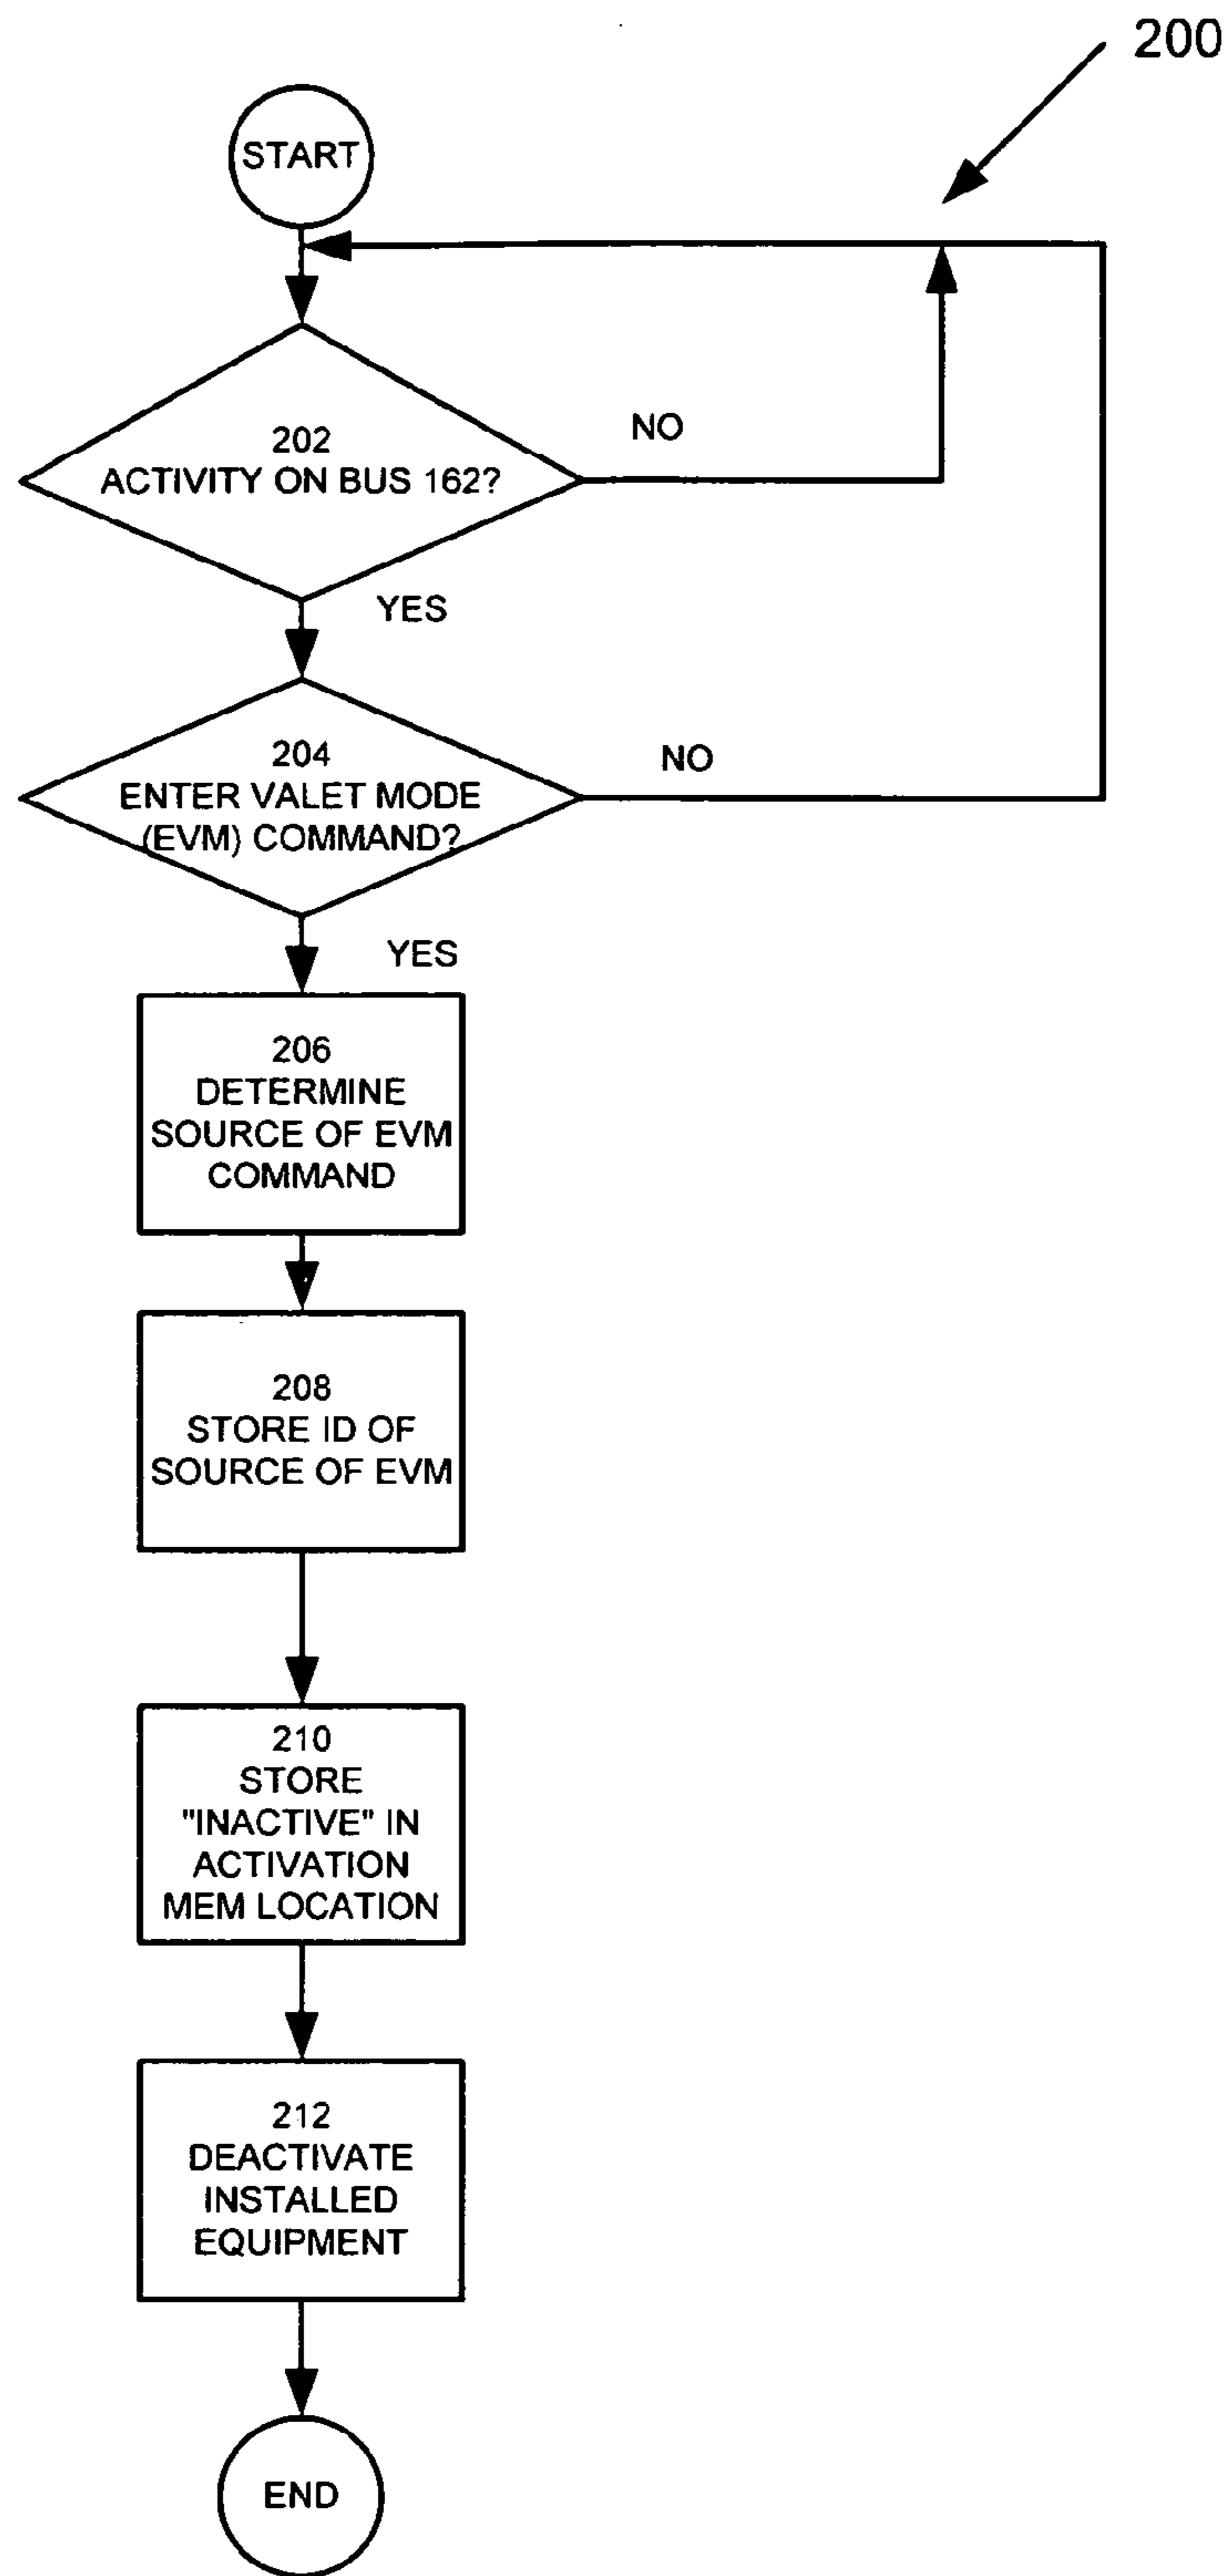 200
START
202
ACTIVITY ON BUS 162?
NO
YES
204
ENTER VALET MODE
(EVM) COMMAND?
NO
YES
206
DETERMINE
SOURCE OF EVM
COMMAND
208
STORE ID OF
SOURCE OF EVM
210
STORE
"INACTIVE" IN
ACTIVATION
MEM LOCATION
212
DEACTIVATE
INSTALLED
EQUIPMENT
END